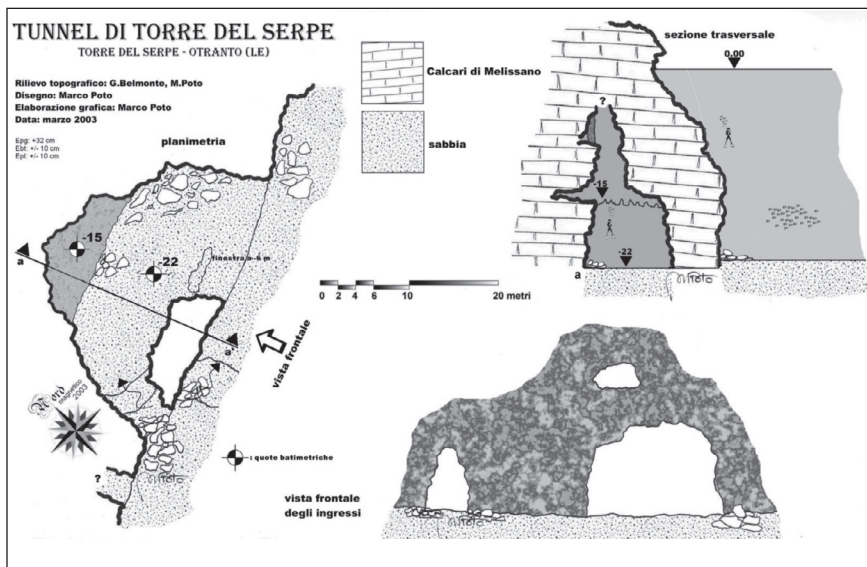 TUNNEL DI TORRE DEL SERPE
TORRE DEL SERPE - OTRANTO (LE)
Rilievo topografico: G.Belmonte, M.Poto
Disegno: Marco Poto
Elaborazione grafica: Marco Poto
Data: marzo 2003
Epg: +32 cm
Ebt: +/- 10 cm
Epl: +/- 10 cm
planimetria
-15
-22
finestra a -6 m
a
a'
vista frontale
Nord
magnetico
2003
?
: quote batimetriche
Calcari di Melissano
sabbia
0 2 4 6 10 20 metri
sezione trasversale
0.00
?
-15
-22
a
vista frontale
degli ingressi